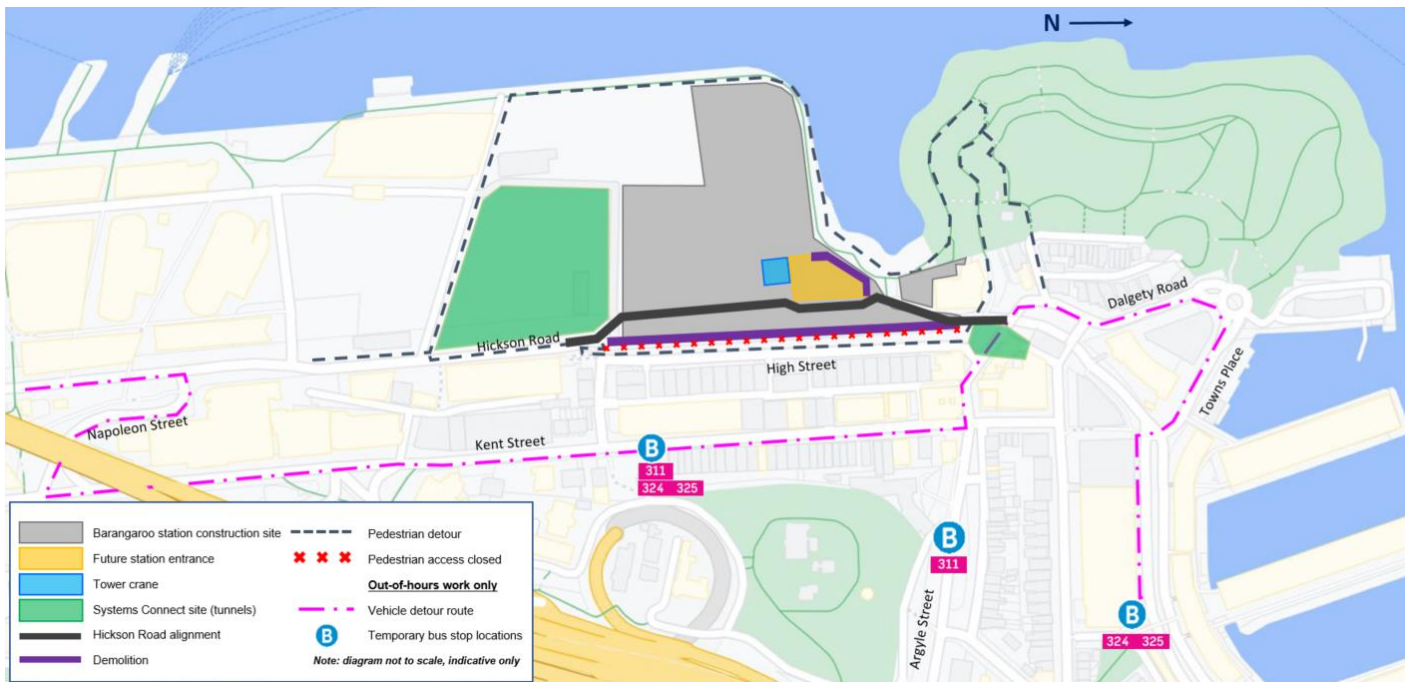 N
Dalgety Road
Hickson Road
High Street
Towns Place
Napoleon Street
Kent Street
B
311
324 325
B
311
Argyle Street
B
324 325
Barangaroo station construction site
Future station entrance
Tower crane
Systems Connect site (tunnels)
Hickson Road alignment
Demolition
Pedestrian detour
Pedestrian access closed
Out-of-hours work only
Vehicle detour route
B Temporary bus stop locations
Note: diagram not to scale, indicative only